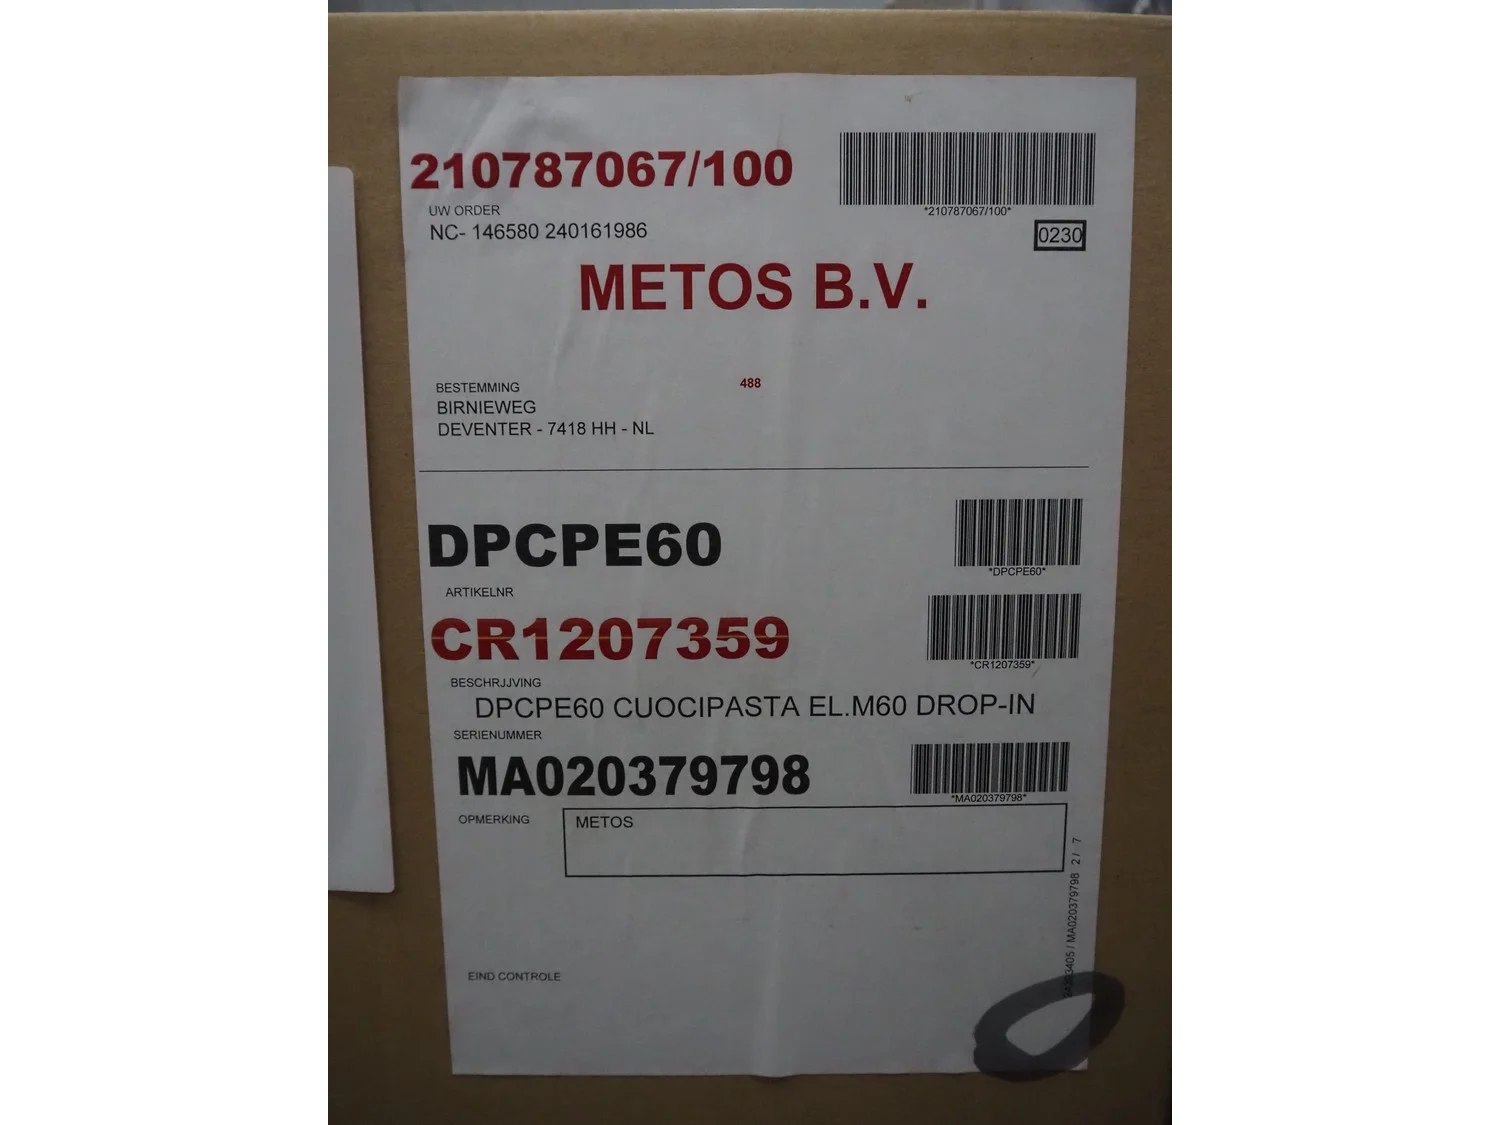 210787067/100
*210787067/100*
UW ORDER
NC- 146580 240161986
0230
METOS B.V.
488
BESTEMMING
BIRNIEWEG
DEVENTER - 7418 HH - NL
DPCPE60
*DPCPE60*
ARTIKELNR
CR1207359
*CR1207359*
BESCHRJJVING
DPCPE60 CUOCIPASTA EL.M60 DROP-IN
SERIENUMMER
MA020379798
*MA020379798*
OPMERKING
METOS
/ MA020379798 2 / 7
EIND CONTROLE